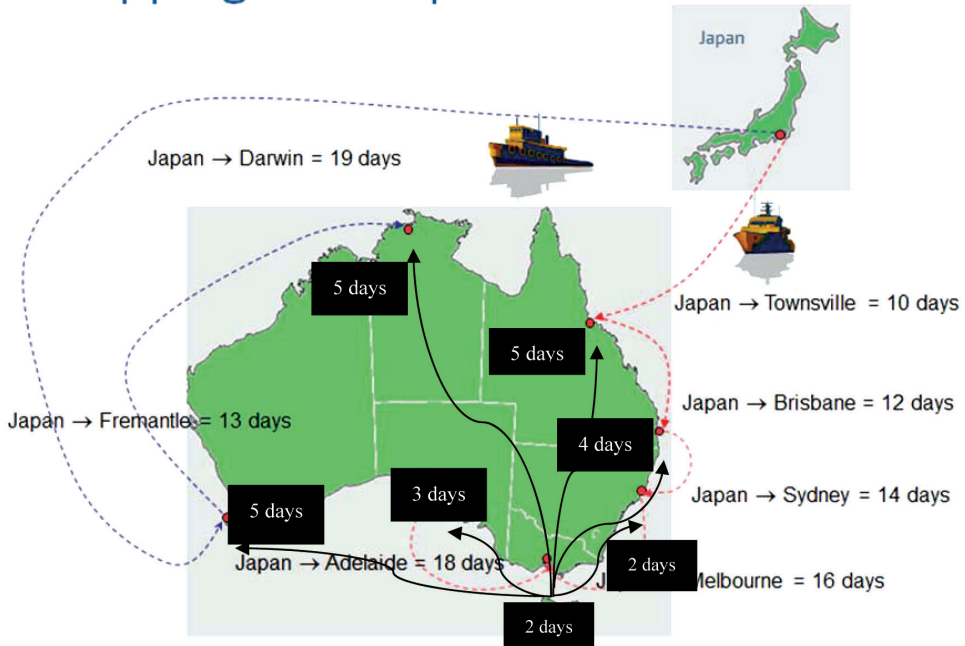 Japan
Japan → Darwin = 19 days
5 days
Japan → Townsville = 10 days
5 days
Japan → Brisbane = 12 days
Japan → Fremantle = 13 days
4 days
3 days
Japan → Sydney = 14 days
5 days
Japan → Adelaide = 18 days
2 days
Melbourne = 16 days
2 days